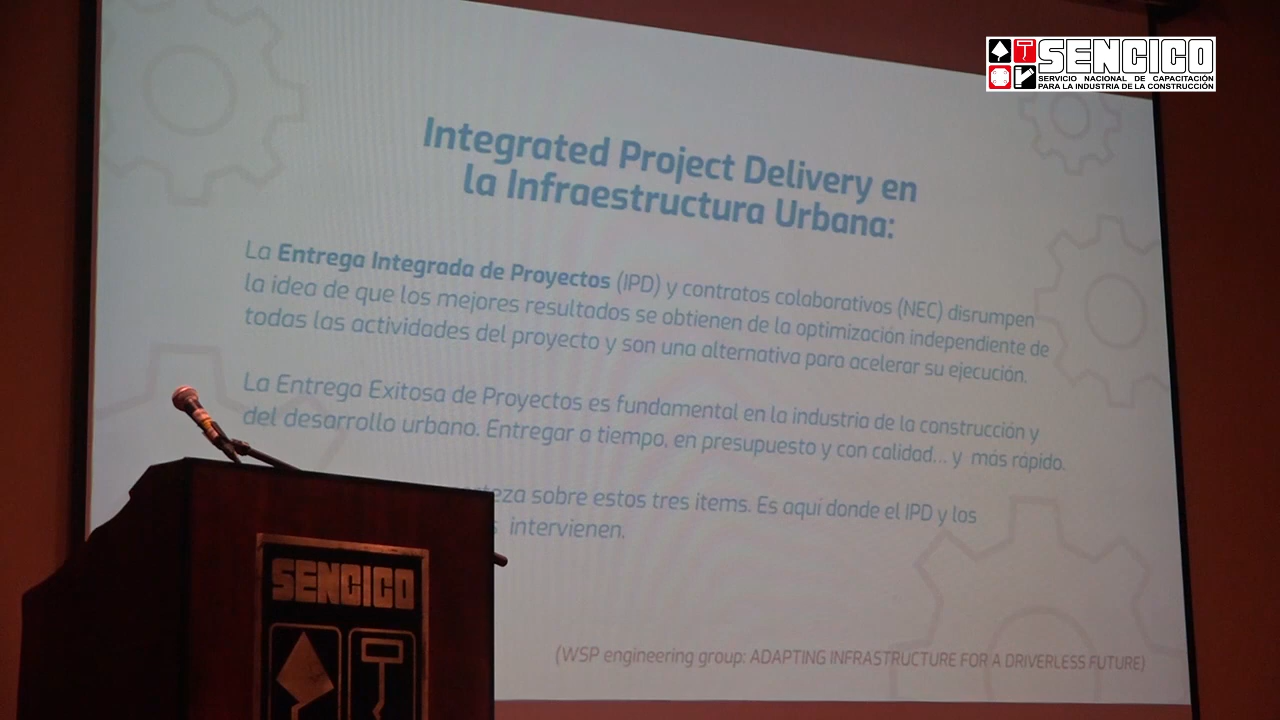 SENCICO
SERVICIO NACIONAL DE CAPACITACIÓN
PARA LA INDUSTRIA DE LA CONSTRUCCIÓN
Integrated Project Delivery en
la Infraestructura Urbana:
La Entrega Integrada de Proyectos (IPD) y contratos colaborativos (NEC) disrumpen
la idea de que los mejores resultados se obtienen de la optimización independiente de
todas las actividades del proyecto y son una alternativa para acelerar su ejecución.
La Entrega Exitosa de Proyectos es fundamental en la industria de la construcción y
del desarrollo urbano. Entregar a tiempo, en presupuesto y con calidad... y más rápido.
sobre estos tres items. Es aquí donde el IPD y los
intervienen.
(WSP engineering group: ADAPTING INFRASTRUCTURE FOR A DRIVERLESS FUTURE)
SENCICO